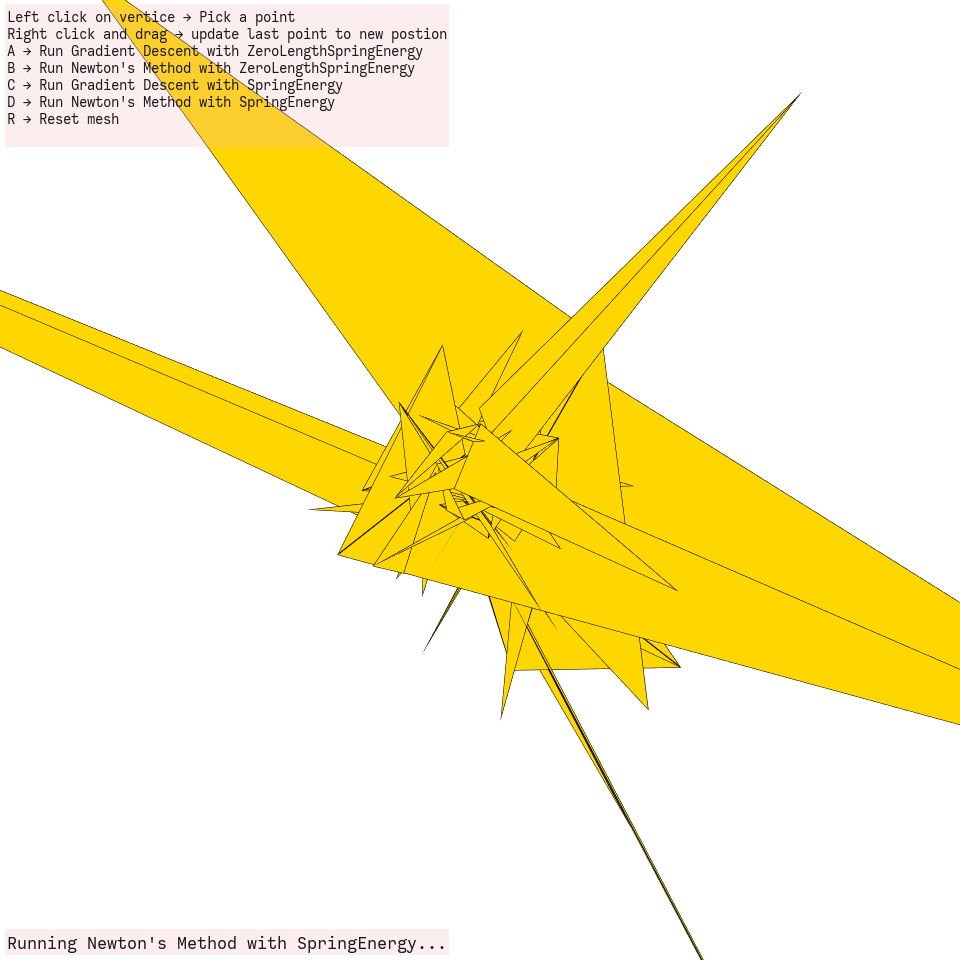 Left click on vertice → Pick a point
Right click and drag → update last point to new postion
A → Run Gradient Descent with ZeroLengthSpringEnergy
B → Run Newton's Method with ZeroLengthSpringEnergy
C → Run Gradient Descent with SpringEnergy
D → Run Newton's Method with SpringEnergy
R → Reset mesh
Running Newton's Method with SpringEnergy...